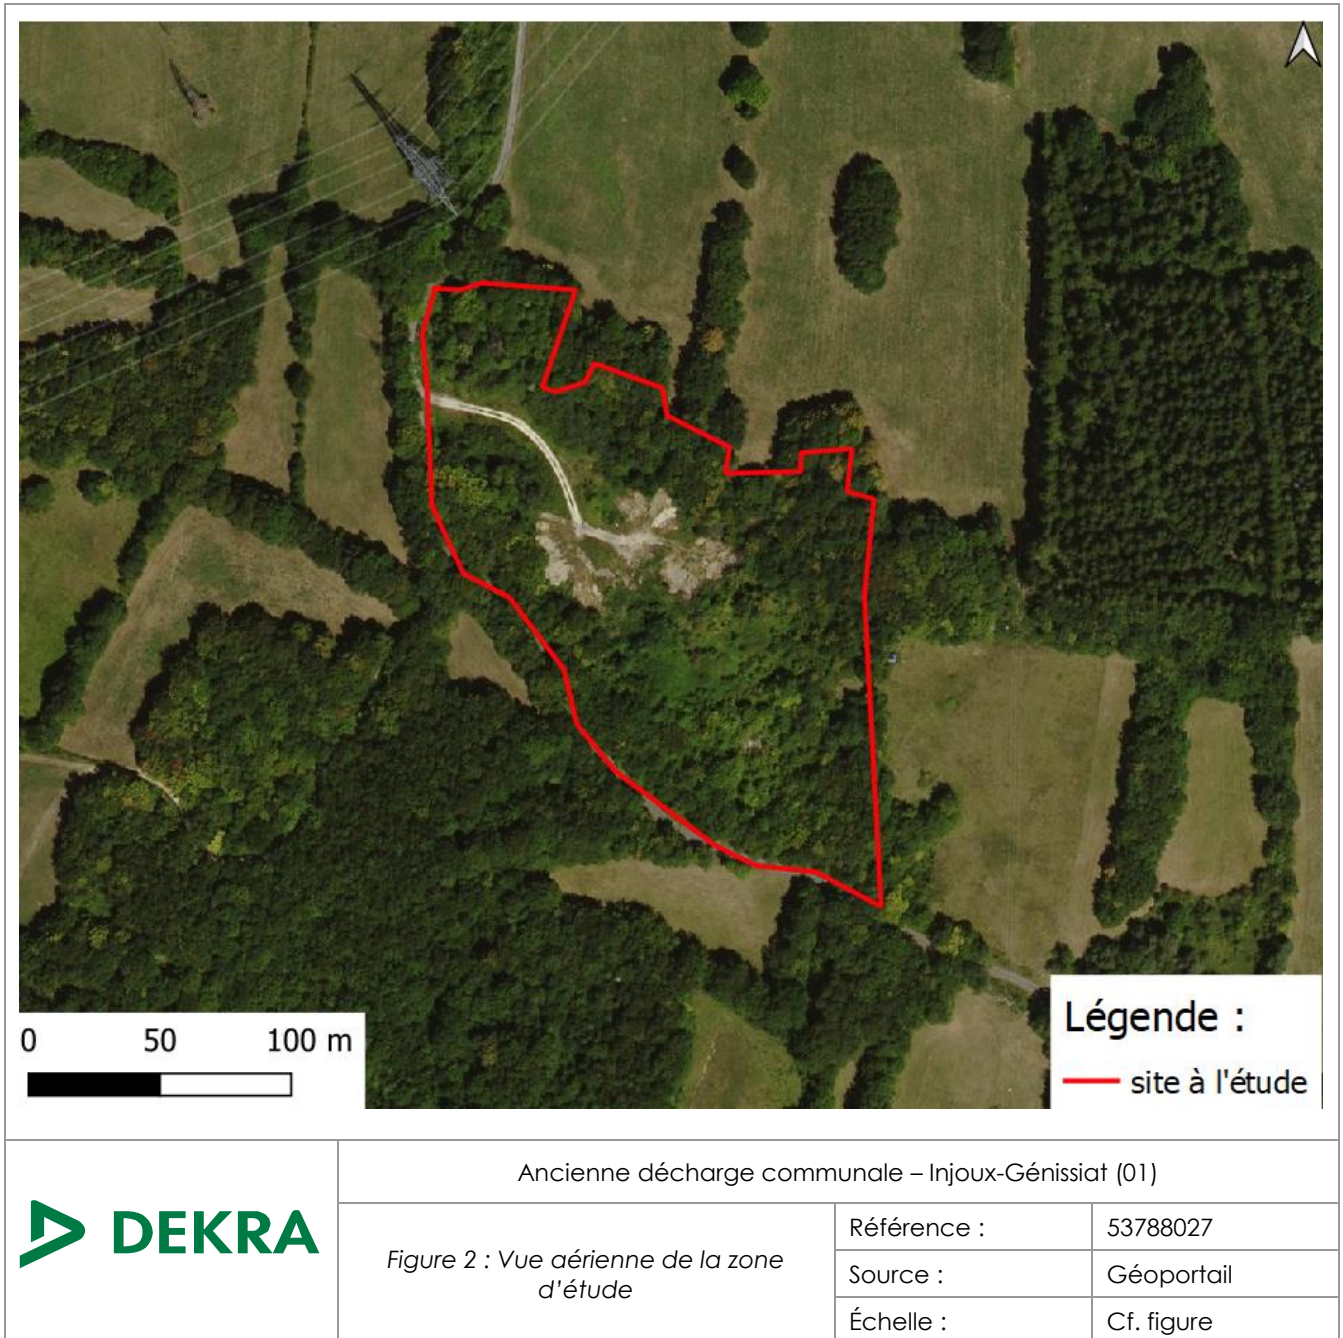 0 50 100 m
Légende :
site à l'étude
DEKRA
Ancienne décharge communale – Injoux-Génissiat (01)
Figure 2 : Vue aérienne de la zone
d'étude
Référence : 53788027
Source : Géoportail
Échelle : Cf. figure